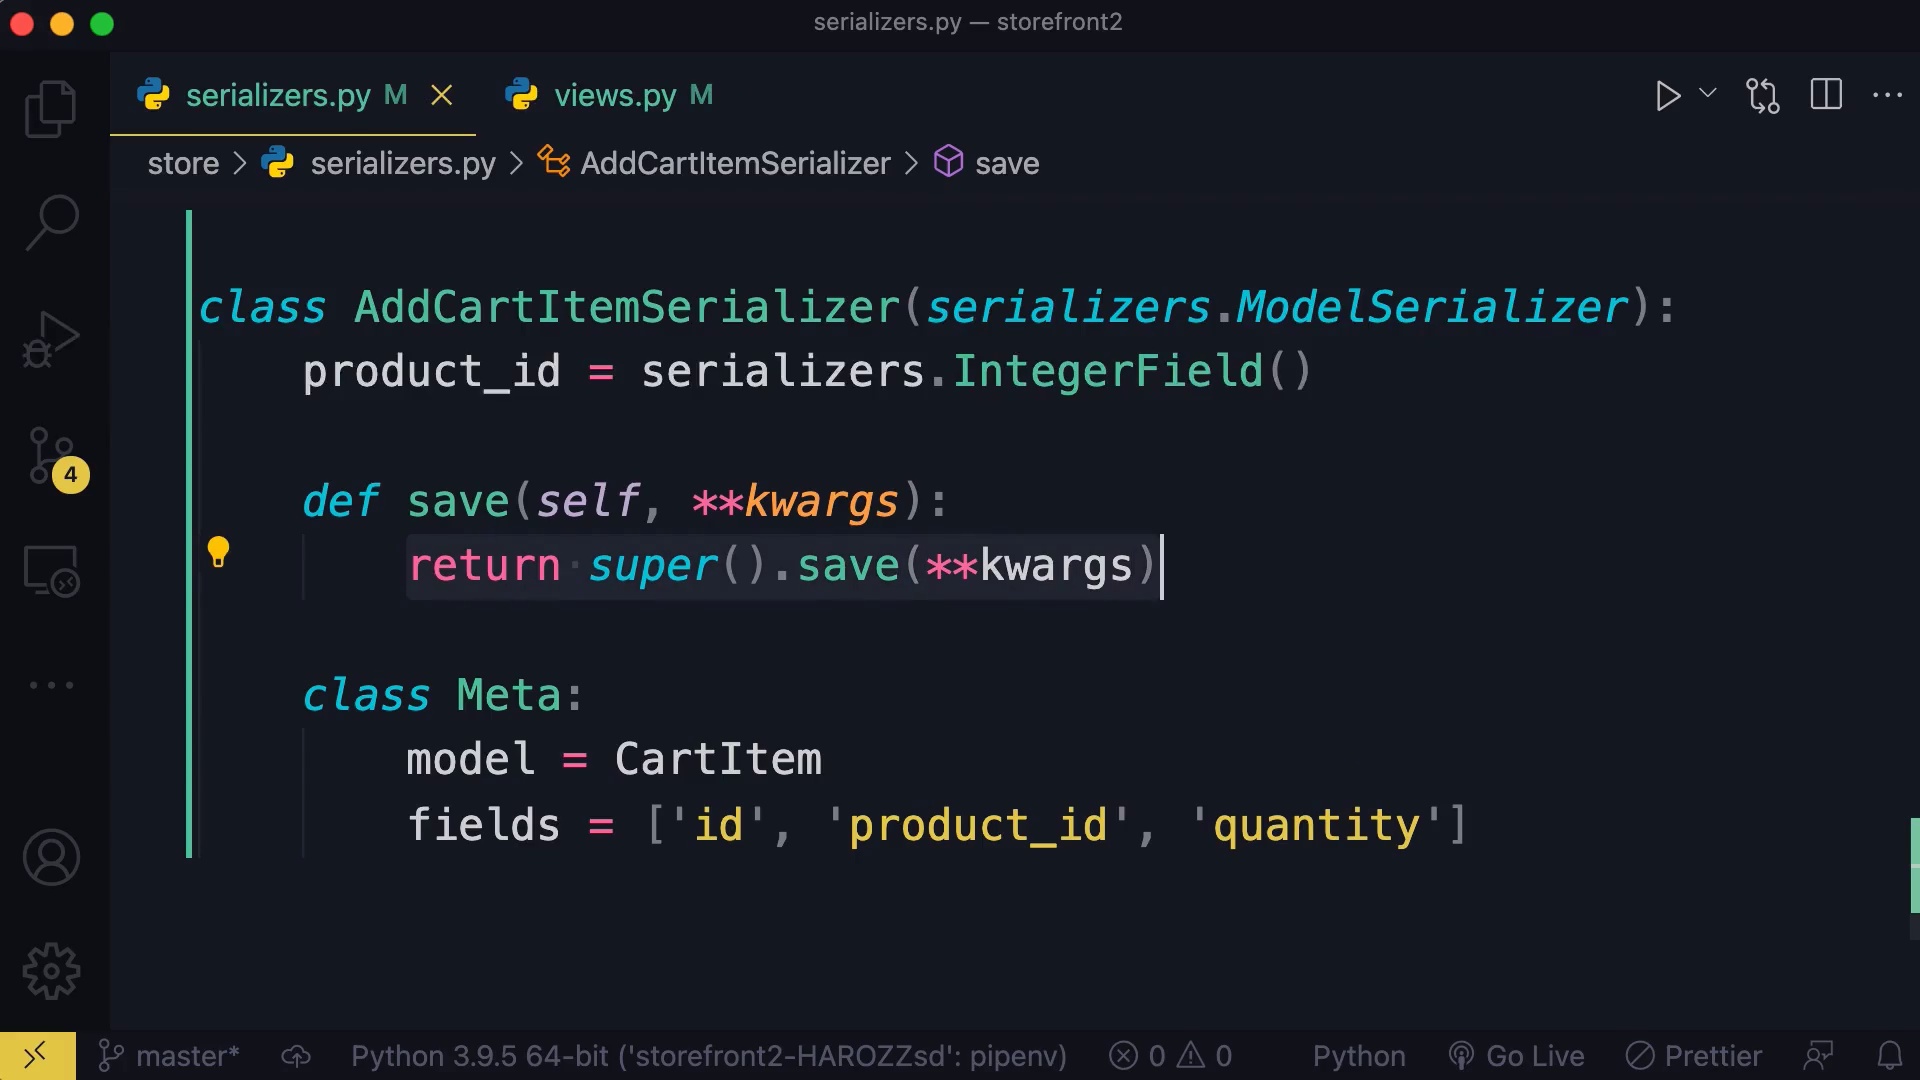 serializers.py — storefront2
serializers.py M views.py M
store > serializers.py > AddCartItemSerializer > save
class AddCartItemSerializer(serializers.ModelSerializer):
product_id = serializers.IntegerField()
def save(self, **kwargs):
return super().save(**kwargs)
class Meta:
model = CartItem
fields = ['id', 'product_id', 'quantity']
4
master* Python 3.9.5 64-bit ('storefront2-HAROZZsd': pipenv) 0 0 Python Go Live Prettier